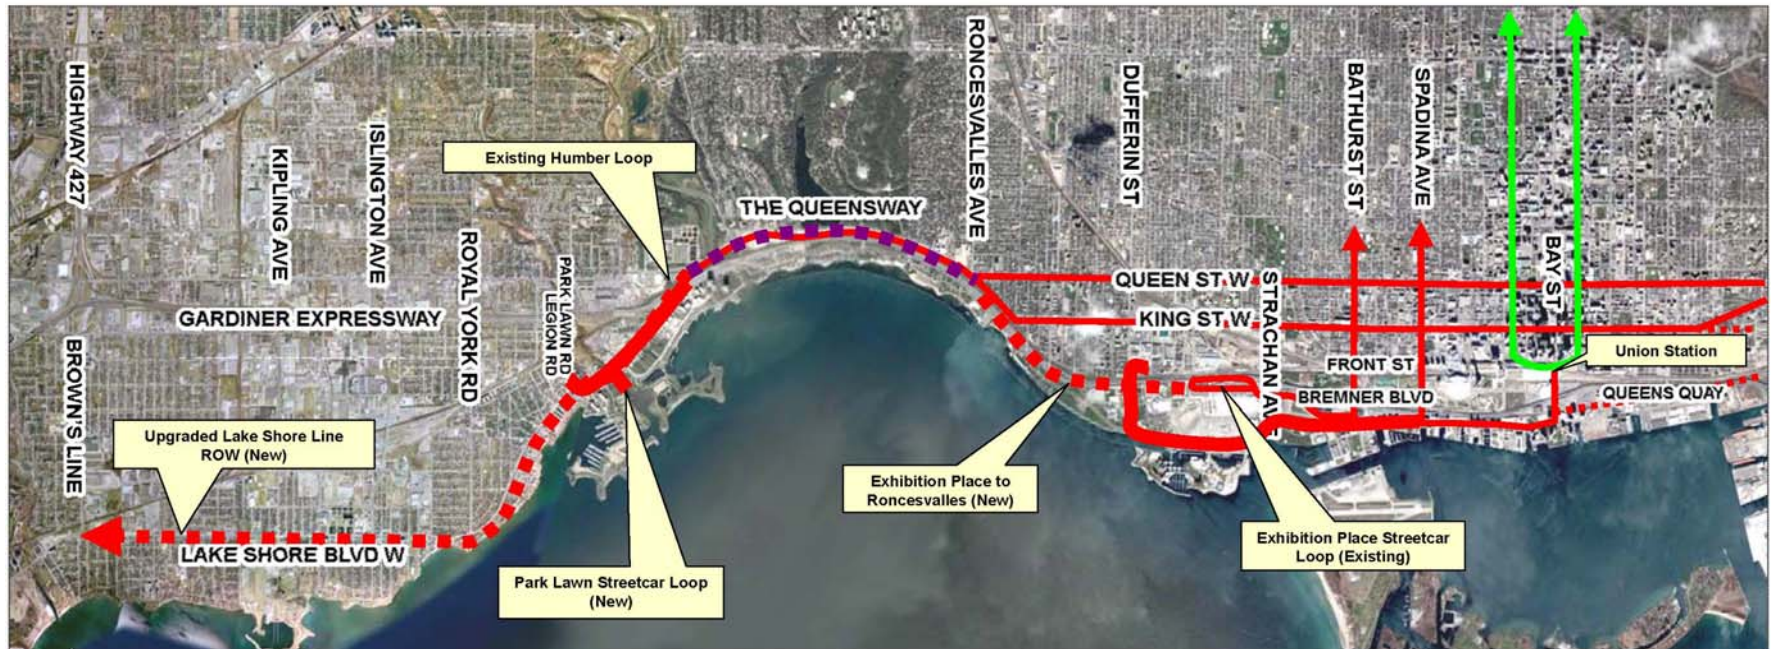 HIGHWAY 427
KIPLING AVE
ISLINGTON AVE
Existing Humber Loop
THE QUEENSWAY
RONCESVALLES AVE
DUFFERIN ST
BATHURST ST
SPADINA AVE
BAY ST
ROYAL YORK RD
PARK LAWN RD
LEGION RD
GARDINER EXPRESSWAY
QUEEN ST W
STRACHAN AVE
KING ST W
Union Station
FRONT ST
BREMNER BLVD
QUEENS QUAY
BROWN'S LINE
Upgraded Lake Shore Line
ROW (New)
LAKE SHORE BLVD W
Park Lawn Streetcar Loop
(New)
Exhibition Place to
Roncesvalles (New)
Exhibition Place Streetcar
Loop (Existing)